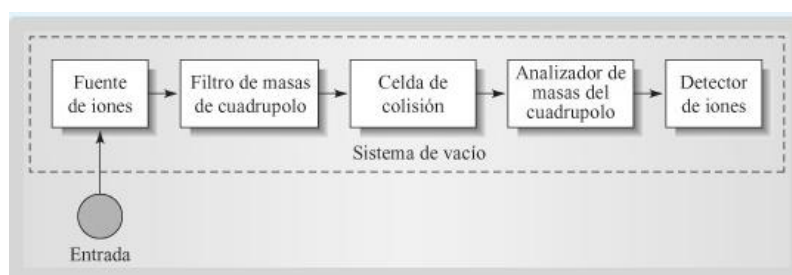 Fuente
de iones
Filtro de masas
de cuadrupolo
Celda de
colisión
Analizador de
masas del
cuadrupolo
Detector
de iones
Sistema de vacío
Entrada